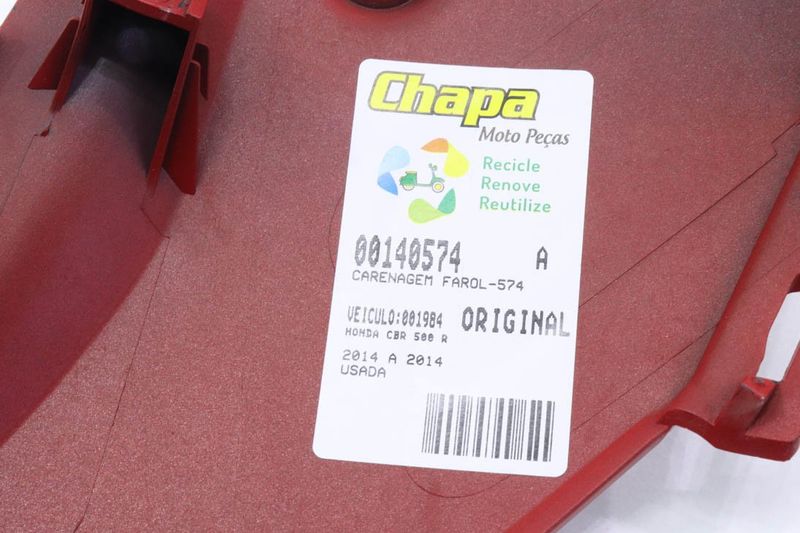 Chapa
Moto Peças
Recicle
Renove
Reutilize
00140574 A
CARENAGEM FAROL-574
VEICULO:001984 ORIGINAL
HONDA CBR 500 R
2014 A 2014
USADA